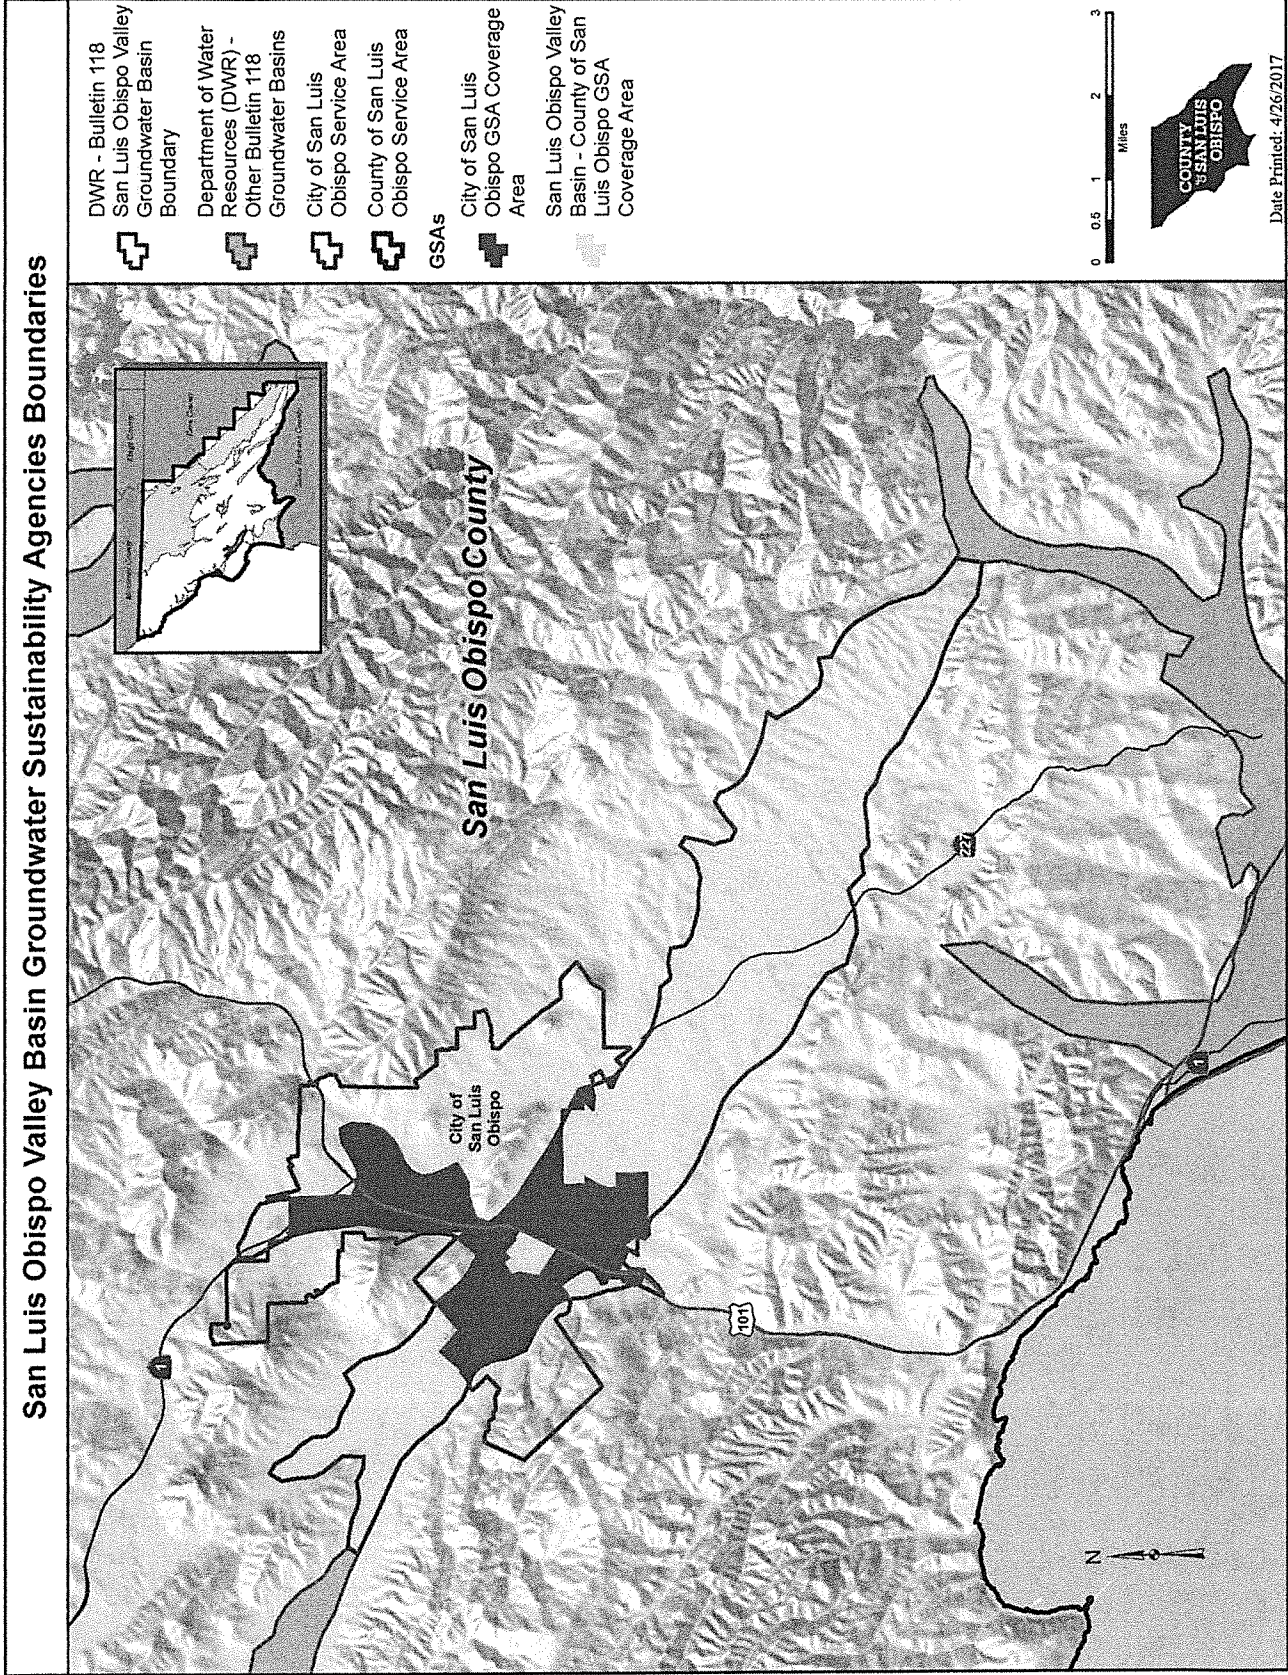 San Luis Obispo Valley Basin Groundwater Sustainability Agencies Boundaries
San Luis Obispo County
City of
San Luis
Obispo
1
101
227
1
N
DWR - Bulletin 118
San Luis Obispo Valley
Groundwater Basin
Boundary
Department of Water
Resources (DWR) -
Other Bulletin 118
Groundwater Basins
City of San Luis
Obispo Service Area
County of San Luis
Obispo Service Area
GSAs
City of San Luis
Obispo GSA Coverage
Area
San Luis Obispo Valley
Basin - County of San
Luis Obispo GSA
Coverage Area
0 0.5 1 2 3
Miles
COUNTY
OF SAN LUIS
OBISPO
Date Printed: 4/26/2017